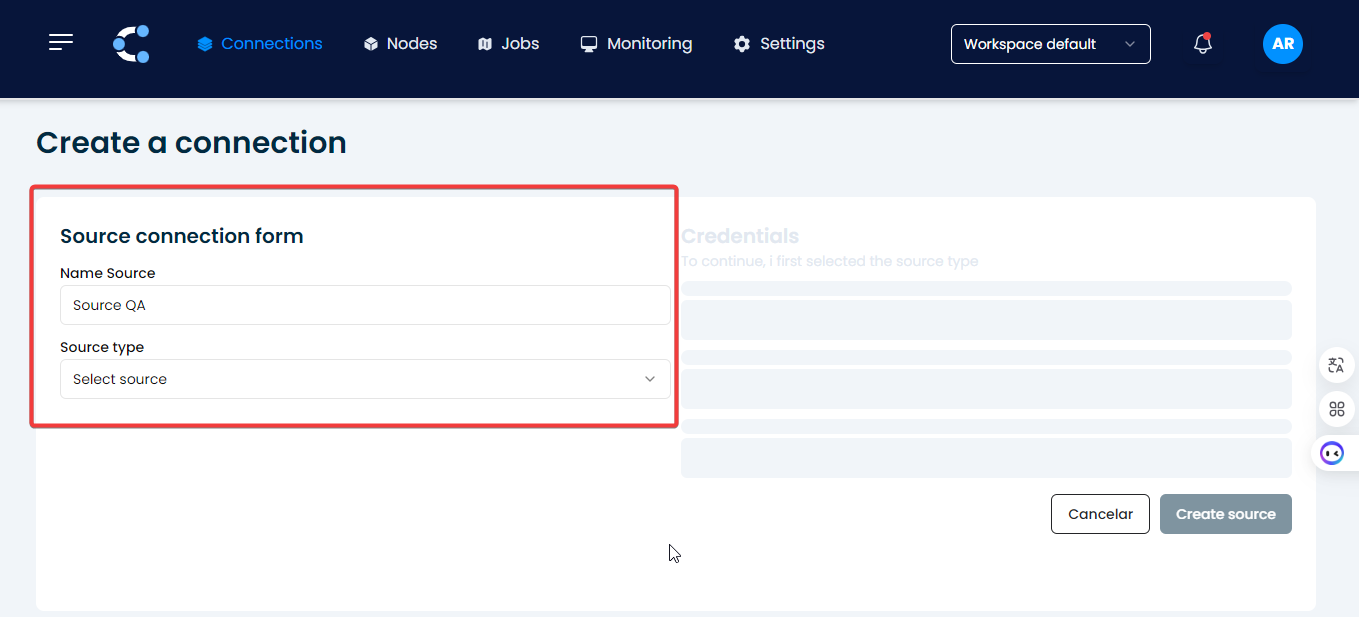 Connections
Nodes
Jobs
Monitoring
Settings
Workspace default
AR
Create a connection
Source connection form
Name Source
Source QA
Source type
Select source
Credentials
To continue, i first selected the source type
Cancelar
Create source